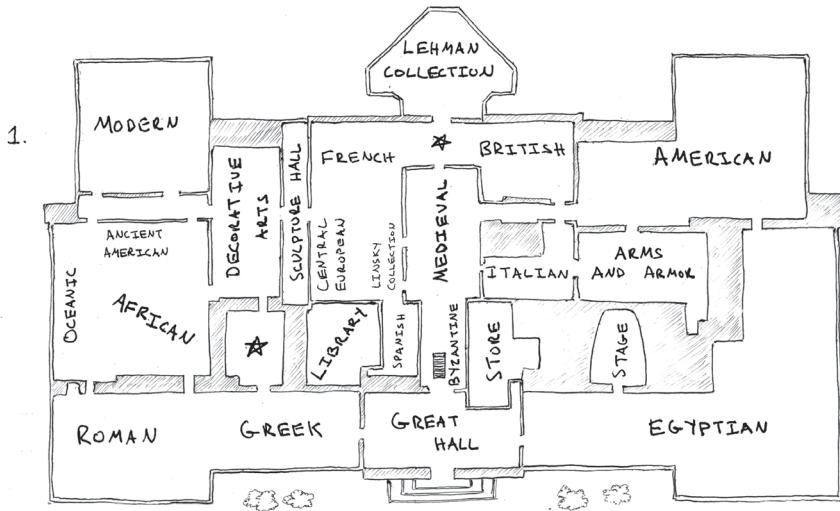 LEHMAN
COLLECTION
1.
MODERN
FRENCH
BRITISH
AMERICAN
DECORATIVE
ARTS
SCULPTURE HALL
MEDIEVAL
ANCIENT
AMERICAN
CENTRAL
EUROPEAN
LINSKY
COLLECTION
ITALIAN
ARMS
AND ARMOR
OCEANIC
AFRICAN
LIBRARY
SPANISH
BYZANTINE
STORE
STAGE
ROMAN
GREEK
GREAT
HALL
EGYPTIAN